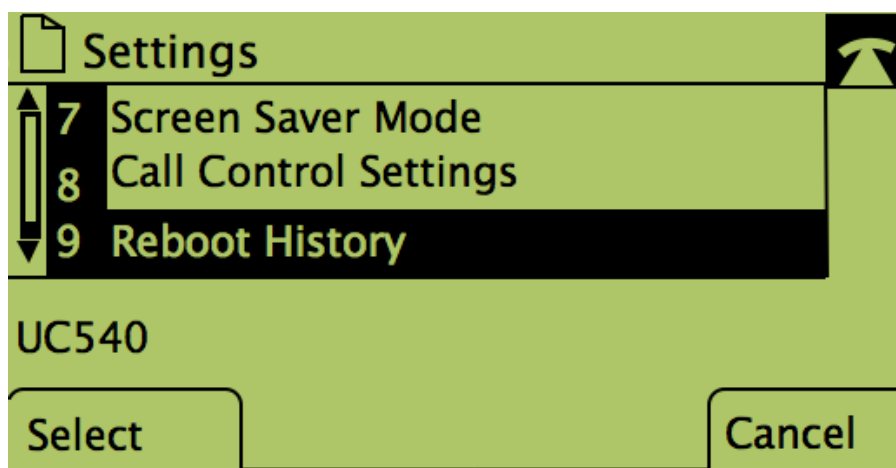 Settings
7 Screen Saver Mode
8 Call Control Settings
9 Reboot History
UC540
Select Cancel